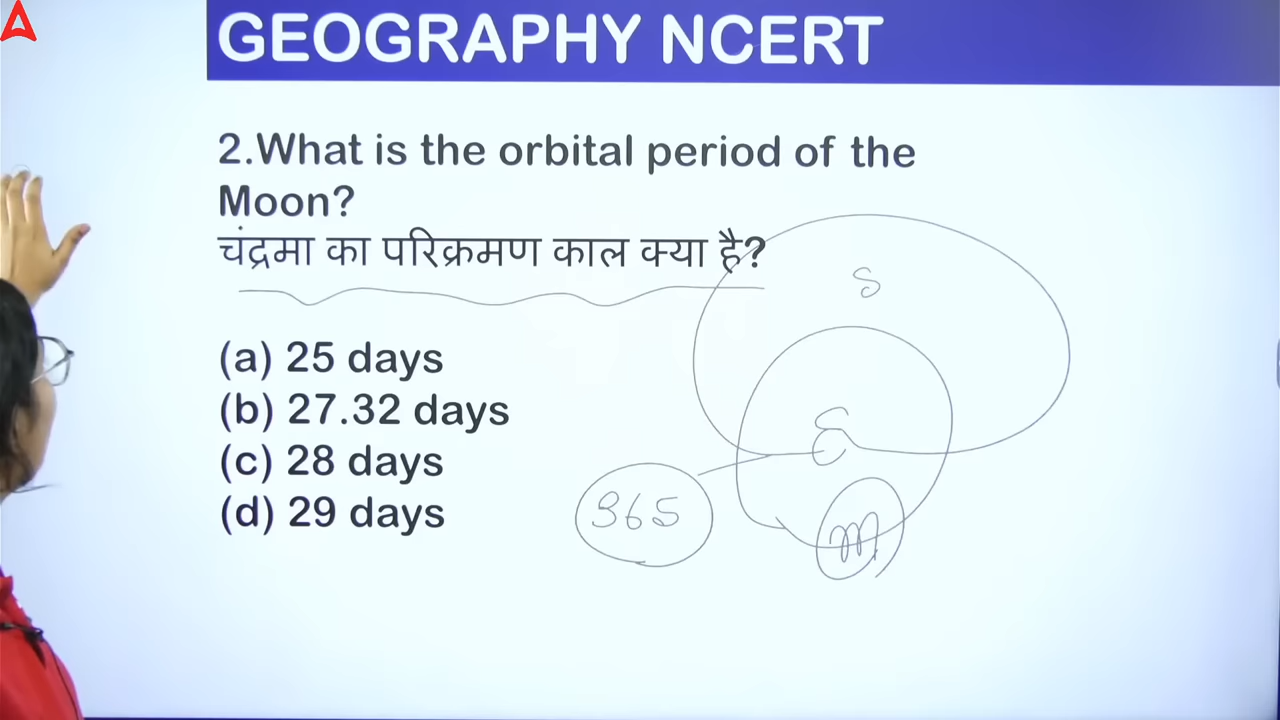 GEOGRAPHY NCERT
2.What is the orbital period of the
Moon?
चंद्रमा का परिक्रमण काल क्या है?
(a) 25 days
(b) 27.32 days
(c) 28 days
(d) 29 days
S
365
m